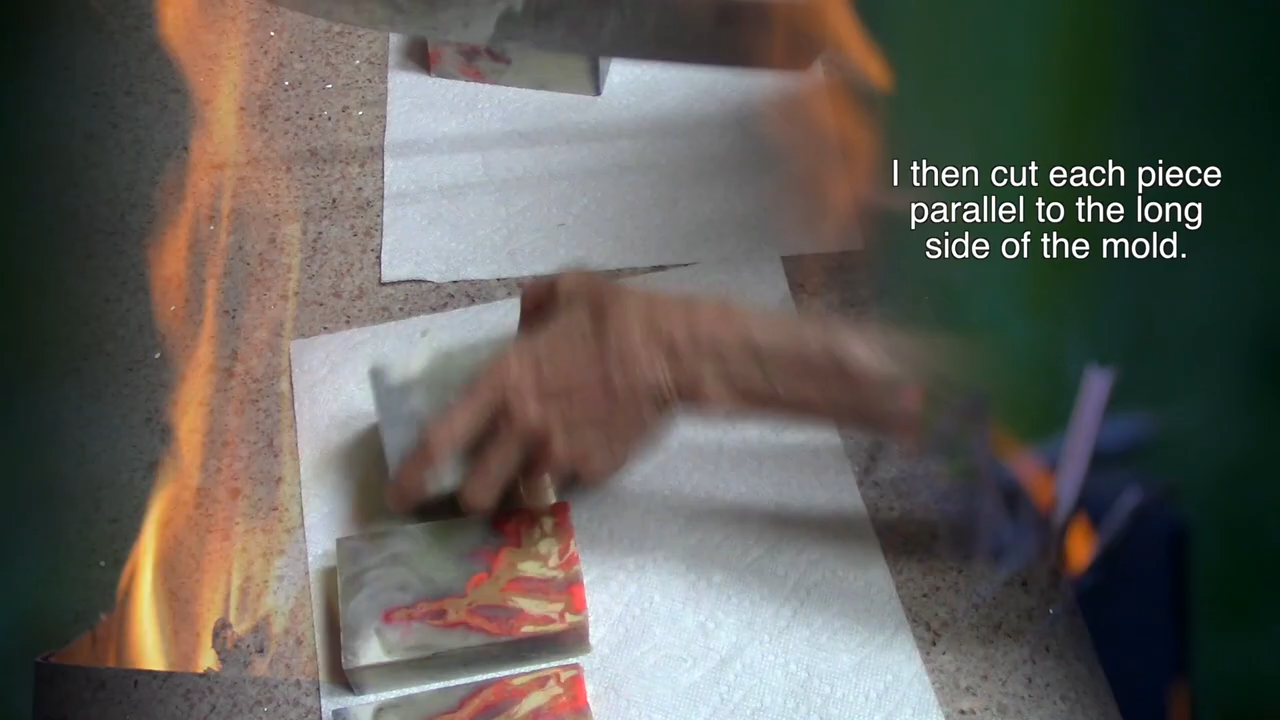 I then cut each piece
parallel to the long
side of the mold.